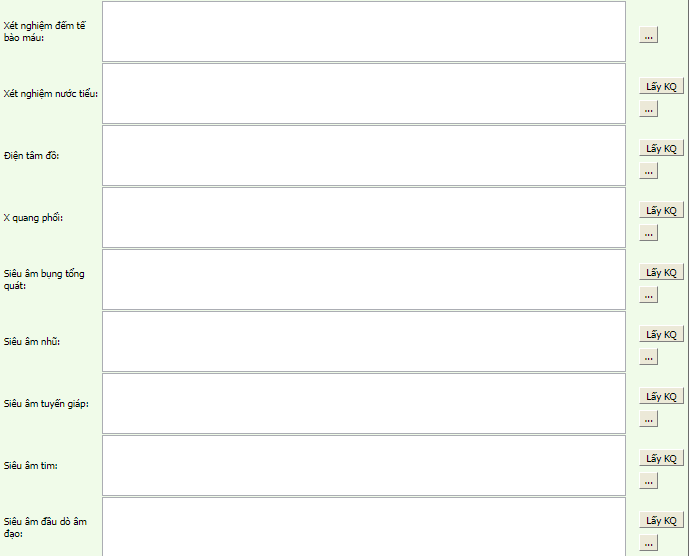 Xét nghiệm đếm tế
bào máu:
...
Xét nghiệm nước tiểu:
Lấy KQ
...
Điện tâm đồ:
Lấy KQ
...
X quang phổi:
Lấy KQ
...
Siêu âm bụng tổng
quát:
Lấy KQ
...
Siêu âm nhũ:
Lấy KQ
...
Siêu âm tuyến giáp:
Lấy KQ
...
Siêu âm tim:
Lấy KQ
...
Siêu âm đầu dò âm
đạo:
Lấy KQ
...